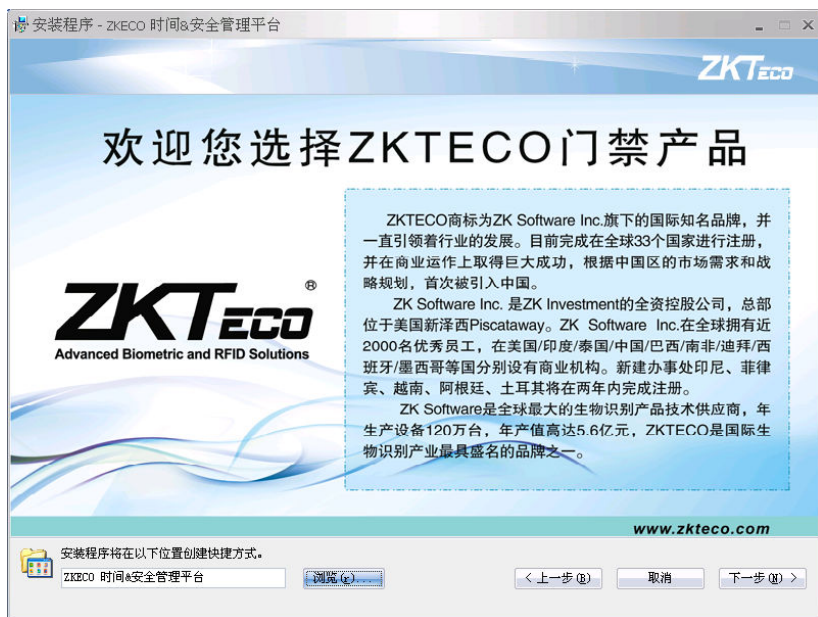 安装程序 - ZKECO 时间&安全管理平台
ZKTECO
欢迎您选择ZKTECO门禁产品
ZKTECO商标为ZK Software Inc.旗下的国际知名品牌，并
一直引领着行业的发展。目前完成在全球33个国家进行注册，
并在商业运作上取得巨大成功，根据中国区的市场需求和战
略规划，首次被引入中国。
ZK Software Inc. 是ZK Investment的全资控股公司，总部
位于美国新泽西Piscataway。ZK Software Inc.在全球拥有近
2000名优秀员工，在美国/印度/泰国/中国/巴西/南非/迪拜/西
班牙/墨西哥等国分别设有商业机构。新建办事处印尼、菲律
宾、越南、阿根廷、土耳其将在两年内完成注册。
ZK Software是全球最大的生物识别产品技术供应商，年
生产设备120万台，年产值高达5.6亿元，ZKTECO是国际生
物识别产业最具盛名的品牌之一。
ZKTECO®
Advanced Biometric and RFID Solutions
www.zkteco.com
安装程序将在以下位置创建快捷方式。
ZKECO 时间&安全管理平台
浏览(r)...
< 上一步(B)
取消
下一步(N) >